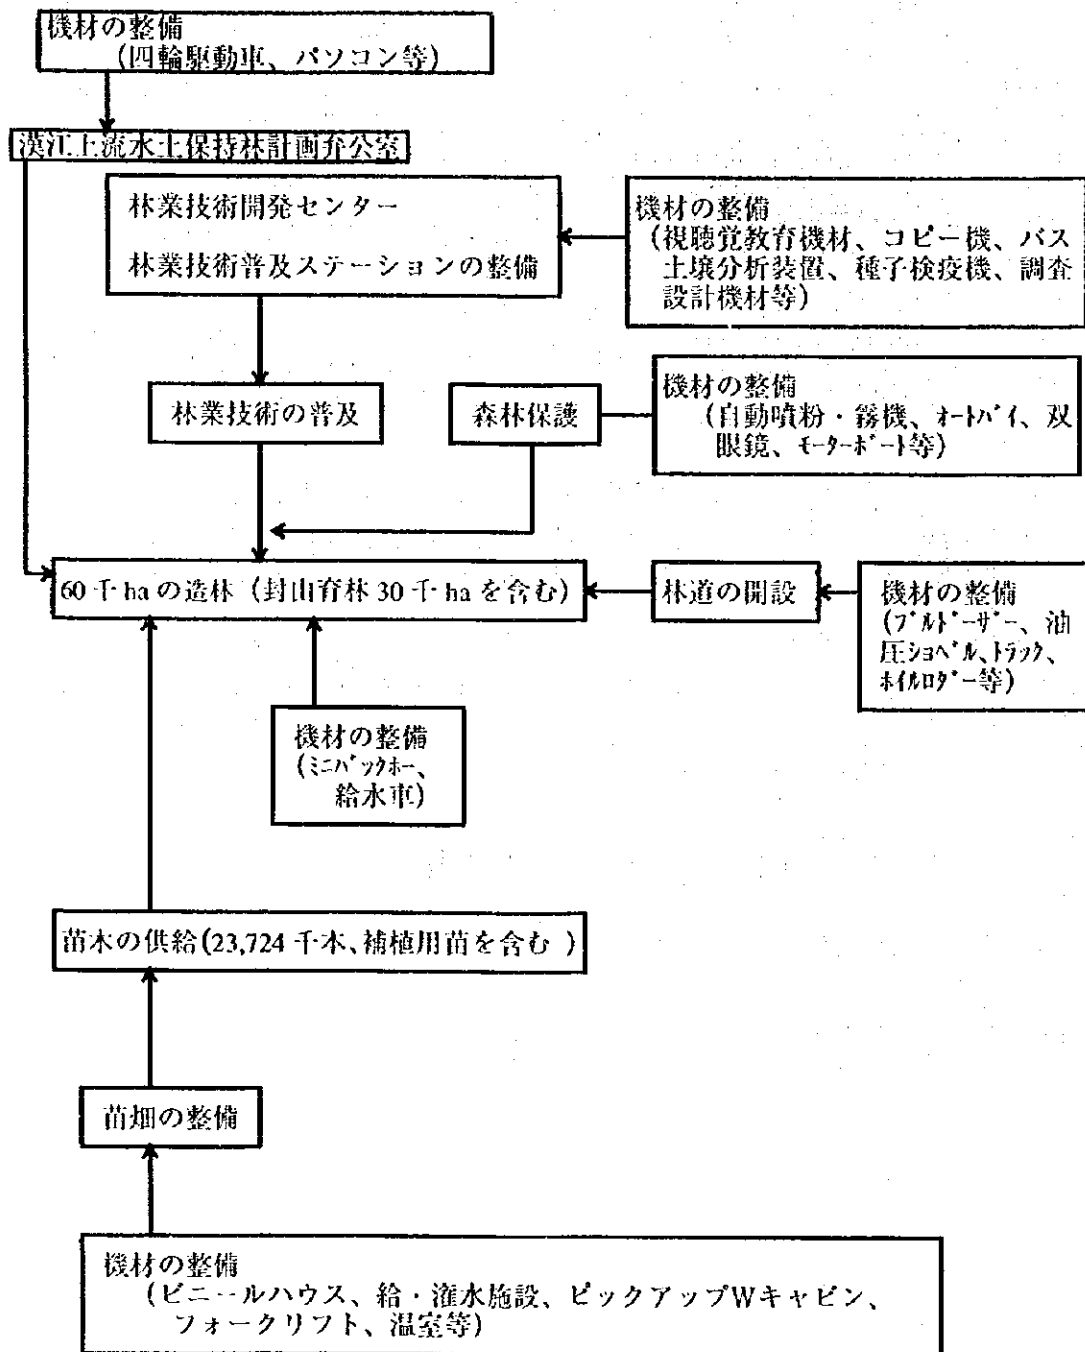 機材の整備
(四輪駆動車、パソコン等)
漢江上流水土保持林計画弁公室
林業技術開発センター
林業技術普及ステーションの整備
機材の整備
(視聴覚教育機材、コピー機、バス
土壌分析装置、種子検疫機、調査
設計機材等)
林業技術の普及
森林保護
機材の整備
(自動噴粉・霧機、オートバイ、双
眼鏡、モーターボート等)
60千haの造林(封山育林30千haを含む)
林道の開設
機材の整備
(ブルドーザー、油
圧ショベル、トラック、
ホイルローダー等)
機材の整備
(ミニバックホー、
給水車)
苗木の供給(23,724千本、補植用苗を含む )
苗畑の整備
機材の整備
(ビニールハウス、給・潅水施設、ピックアップWキャビン、
フォークリフト、温室等)